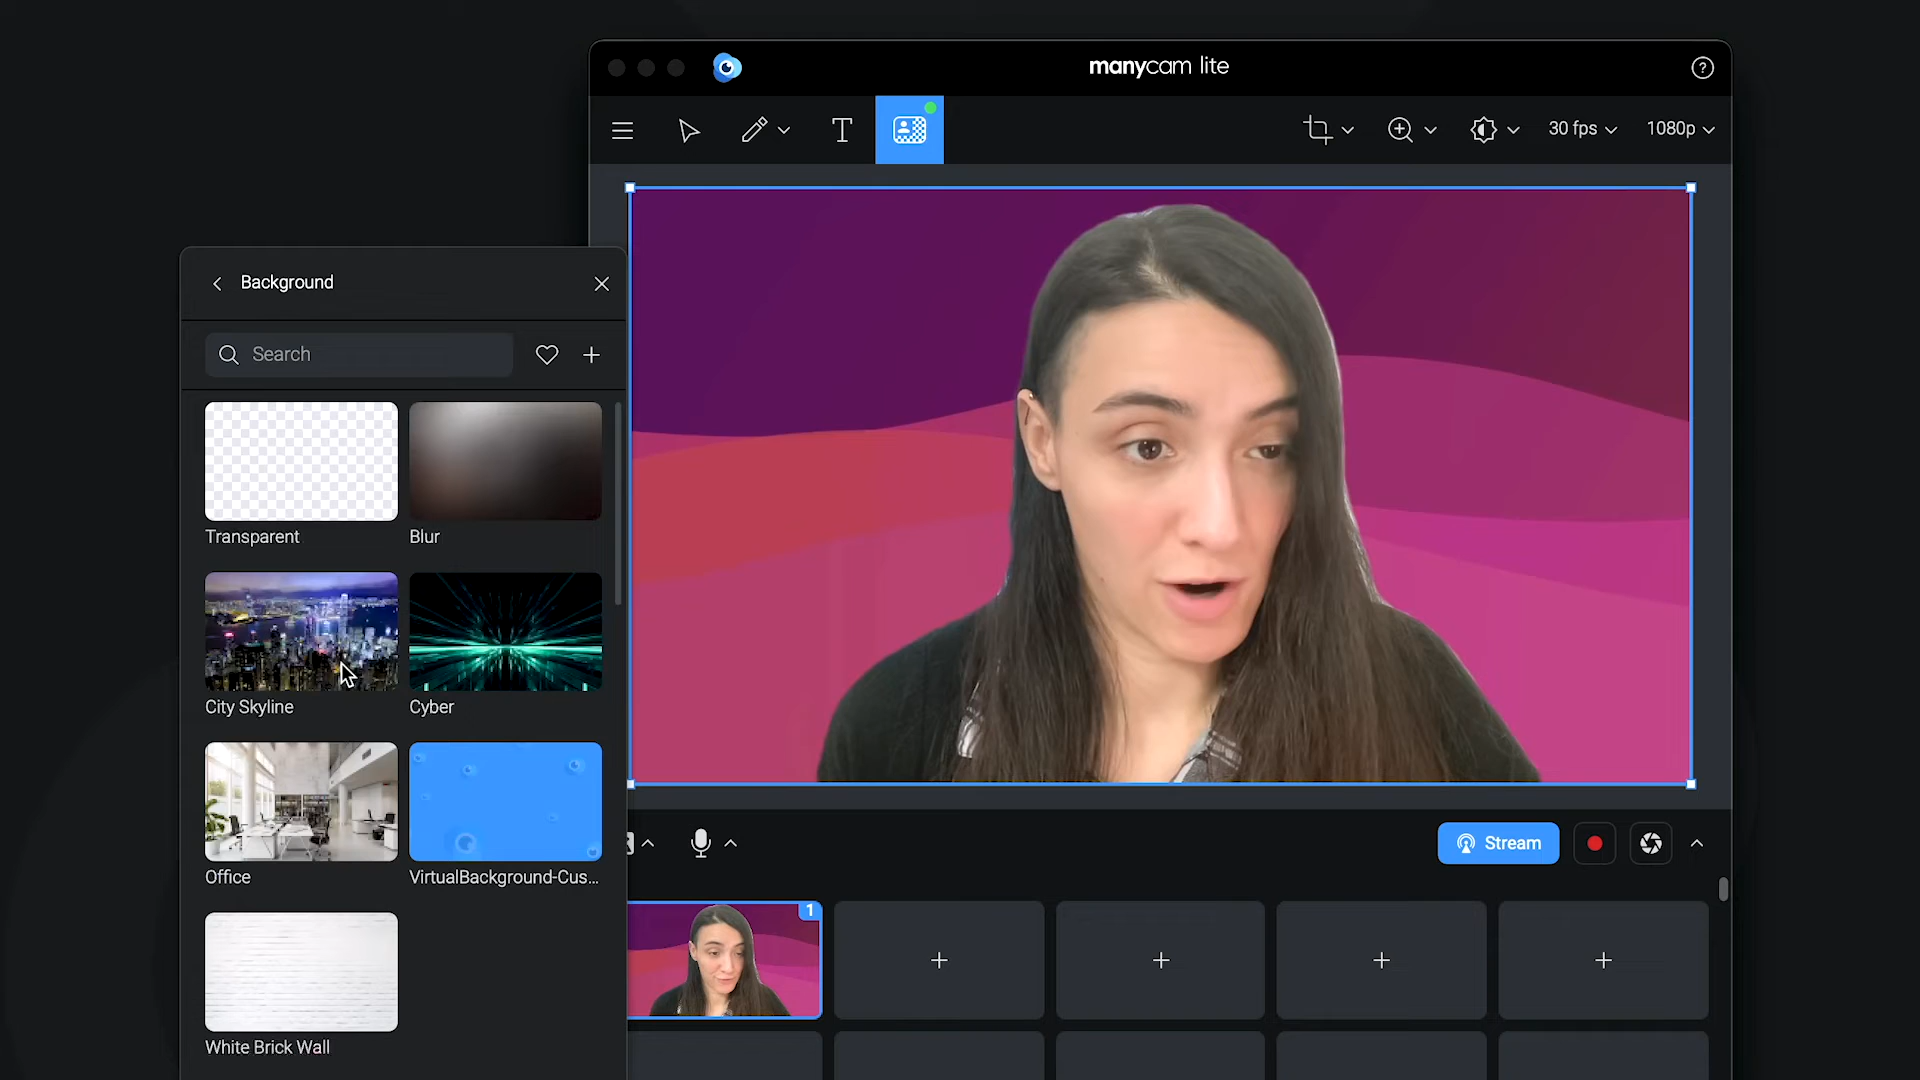 manycam lite
30 fps
1080p
Background
Search
Transparent
Blur
City Skyline
Cyber
Office
VirtualBackground-Cus...
White Brick Wall
Stream
1